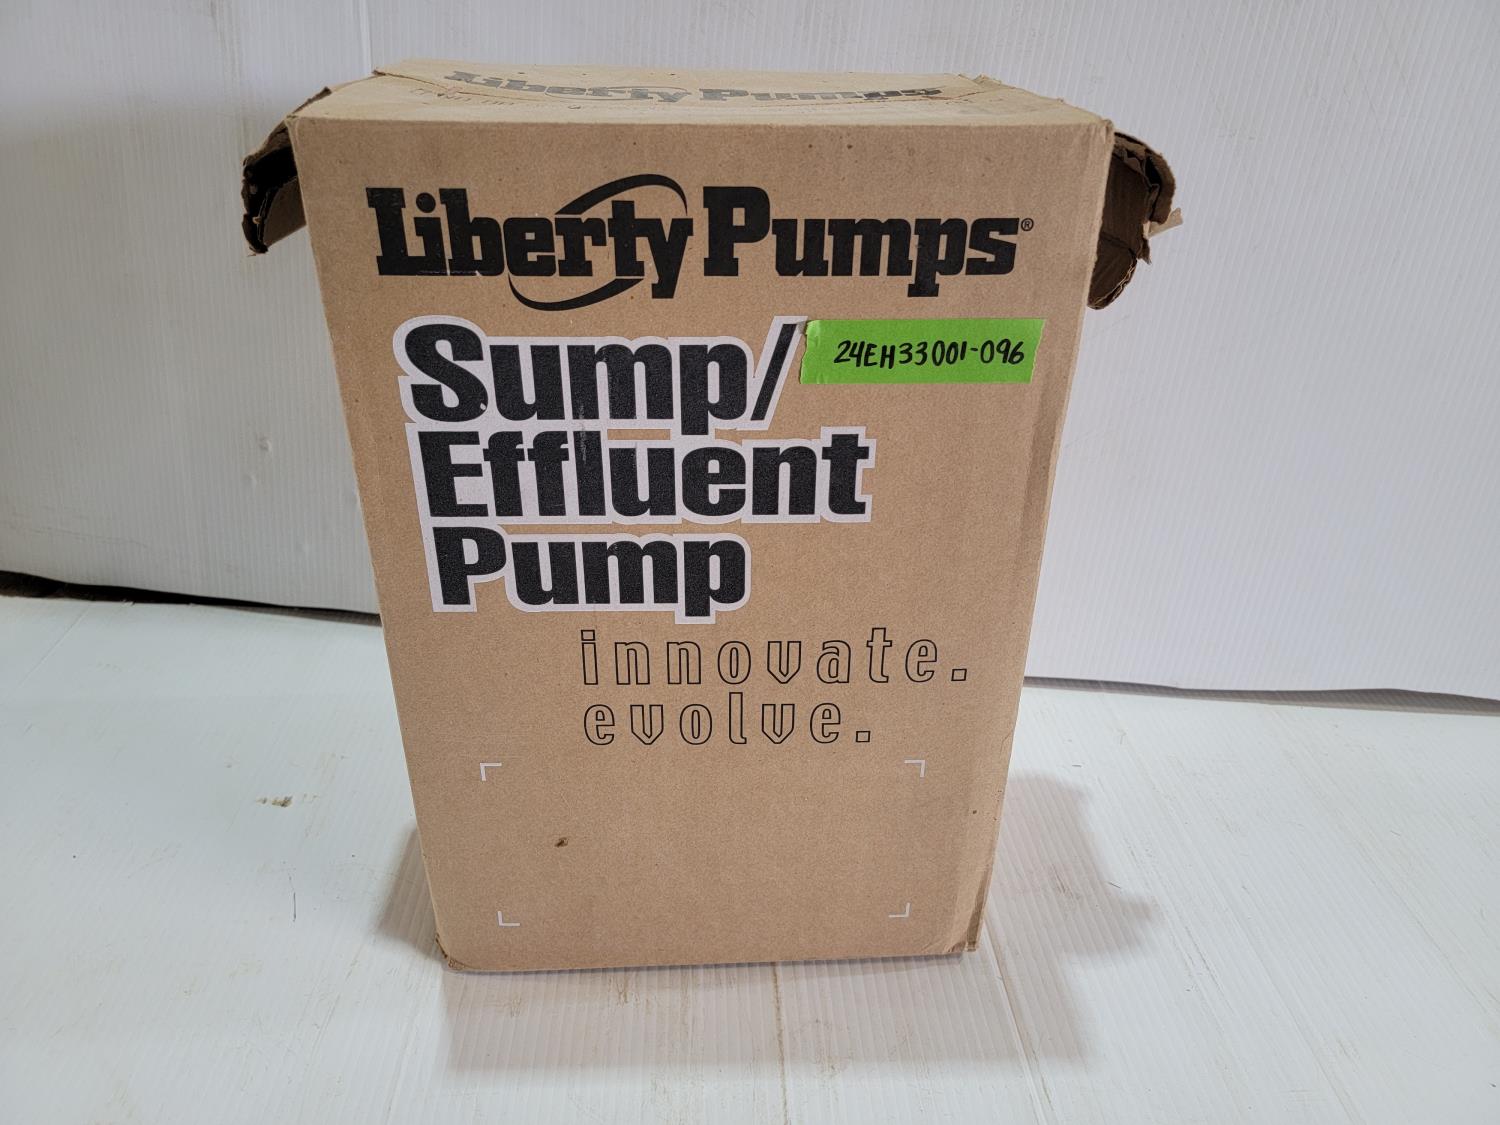 Liberty Pumps
Liberty Pumps®
Sump/
24EH33001-096
Effluent
Pump
innovate.
evolve.